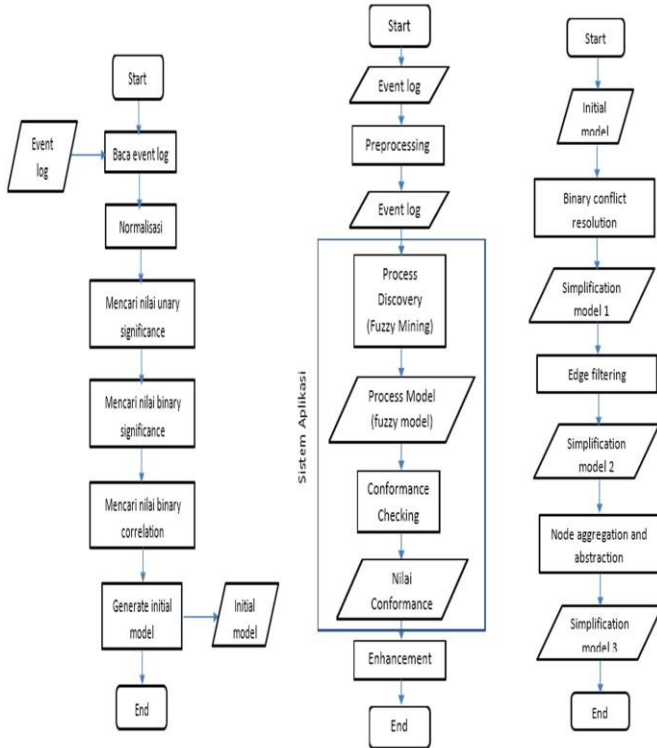 Start
Event
log
Baca event log
Normalisasi
Mencari nilai unary
significance
Mencari nilai binary
significance
Mencari nilai binary
correlation
Generate initial
model
Initial
model
End
Start
Event log
Preprocessing
Event log
Sistem Aplikasi
Process
Discovery
(Fuzzy Mining)
Process Model
(fuzzy model)
Conformance
Checking
Nilai
Conformance
Enhancement
End
Start
Initial
model
Binary conflict
resolution
Simplification
model 1
Edge filtering
Simplification
model 2
Node aggregation and
abstraction
Simplification
model 3
End